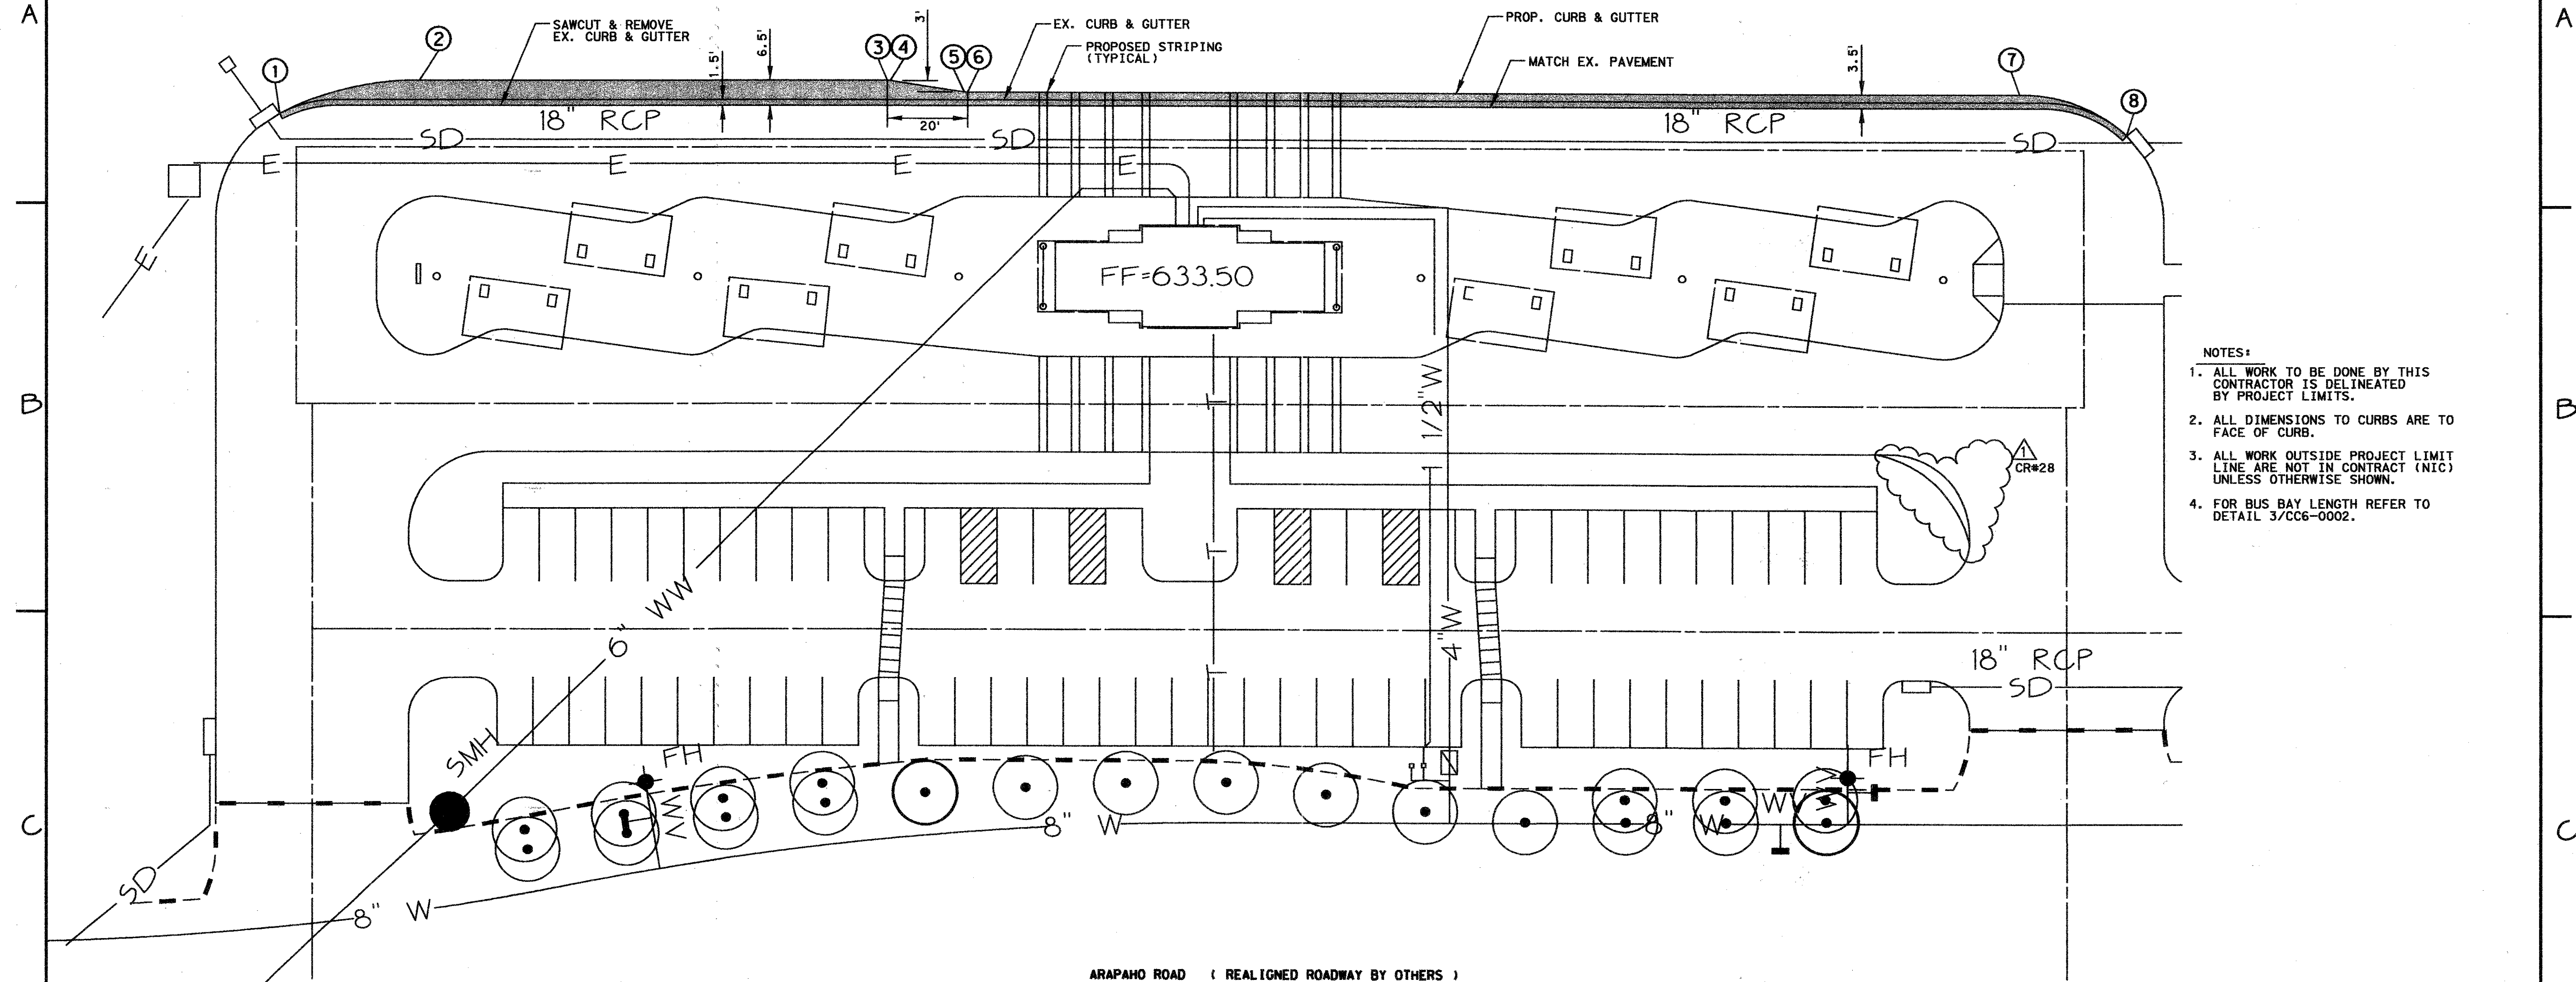 A
A
SAWCUT & REMOVE
EX. CURB & GUTTER
EX. CURB & GUTTER
PROPOSED STRIPING
(TYPICAL)
PROP. CURB & GUTTER
MATCH EX. PAVEMENT
1
2
3
4
5
6
7
8
1.5'
6.5'
3'
20'
3.5'
18" RCP
18" RCP
SD
SD
SD
E
E
E
E
E
FF=633.50
B
B
NOTES:
1. ALL WORK TO BE DONE BY THIS
CONTRACTOR IS DELINEATED
BY PROJECT LIMITS.
2. ALL DIMENSIONS TO CURBS ARE TO
FACE OF CURB.
3. ALL WORK OUTSIDE PROJECT LIMIT
LINE ARE NOT IN CONTRACT (NIC)
UNLESS OTHERWISE SHOWN.
4. FOR BUS BAY LENGTH REFER TO
DETAIL 3/CC6-0002.
1
CR#28
T
T
T
1/2"W
4"W
6" WW
18" RCP
SD
SMH
FH
FH
W
W
8" W
8" W
8" W
SD
C
C
ARAPAHO ROAD ( REALIGNED ROADWAY BY OTHERS )